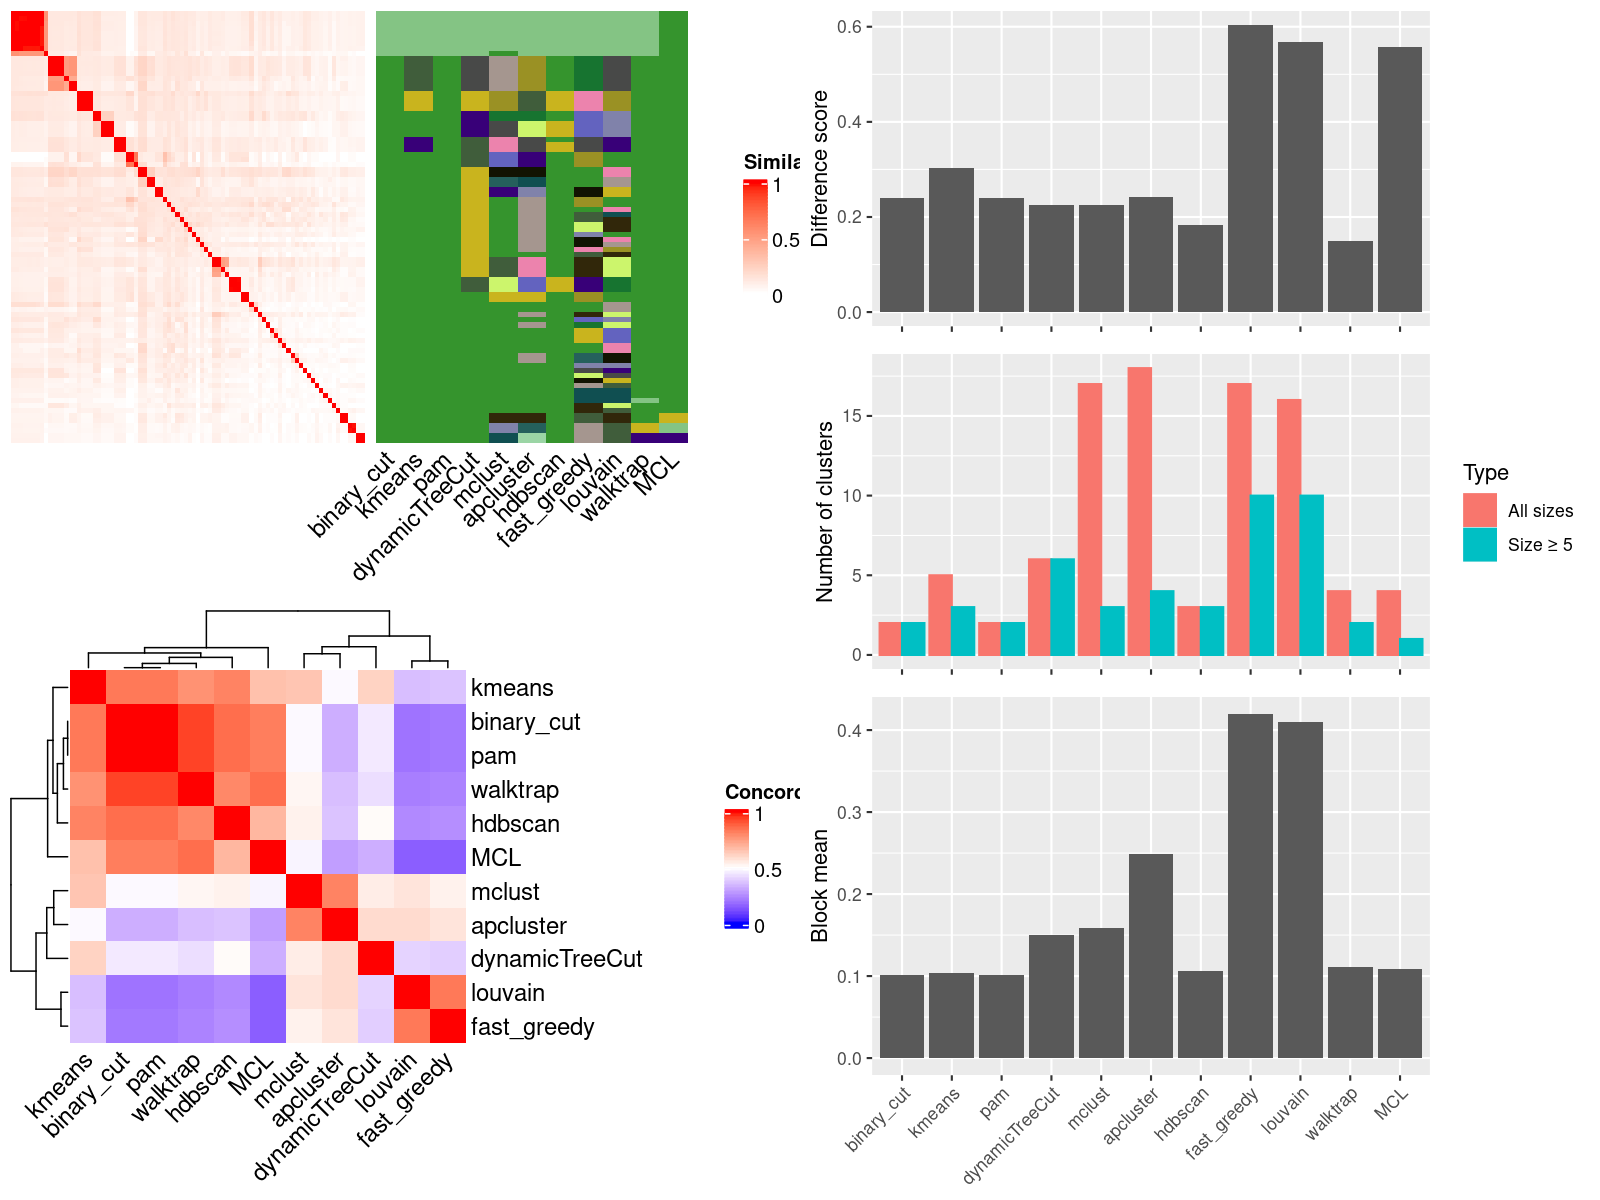 Simila
1
0.5
0
binary_cut
kmeans
pam
dynamicTreeCut
mclust
apcluster
hdbscan
fast_greedy
louvain
walktrap
MCL
kmeans
binary_cut
pam
walktrap
hdbscan
MCL
mclust
apcluster
dynamicTreeCut
louvain
fast_greedy
kmeans
binary_cut
pam
walktrap
hdbscan
MCL
mclust
apcluster
dynamicTreeCut
louvain
fast_greedy
Concord
1
0.5
0
Difference score
0.6
0.4
0.2
0.0
Number of clusters
15
10
5
0
Type
All sizes
Size ≥ 5
Block mean
0.4
0.3
0.2
0.1
0.0
binary_cut
kmeans
pam
dynamicTreeCut
mclust
apcluster
hdbscan
fast_greedy
louvain
walktrap
MCL